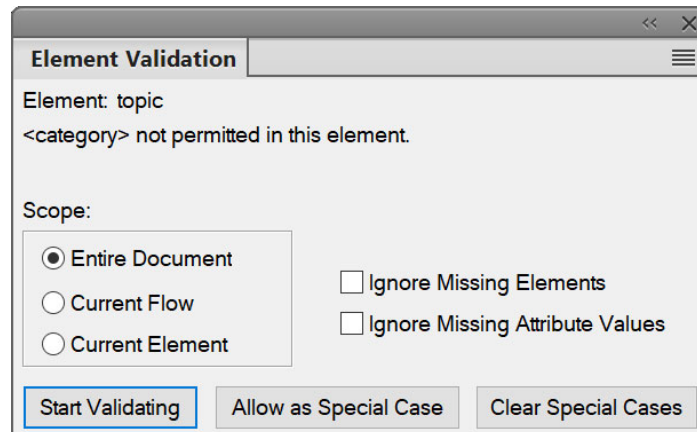 Element Validation
Element: topic
<category> not permitted in this element.
Scope:
Entire Document
Current Flow
Current Element
Ignore Missing Elements
Ignore Missing Attribute Values
Start Validating
Allow as Special Case
Clear Special Cases